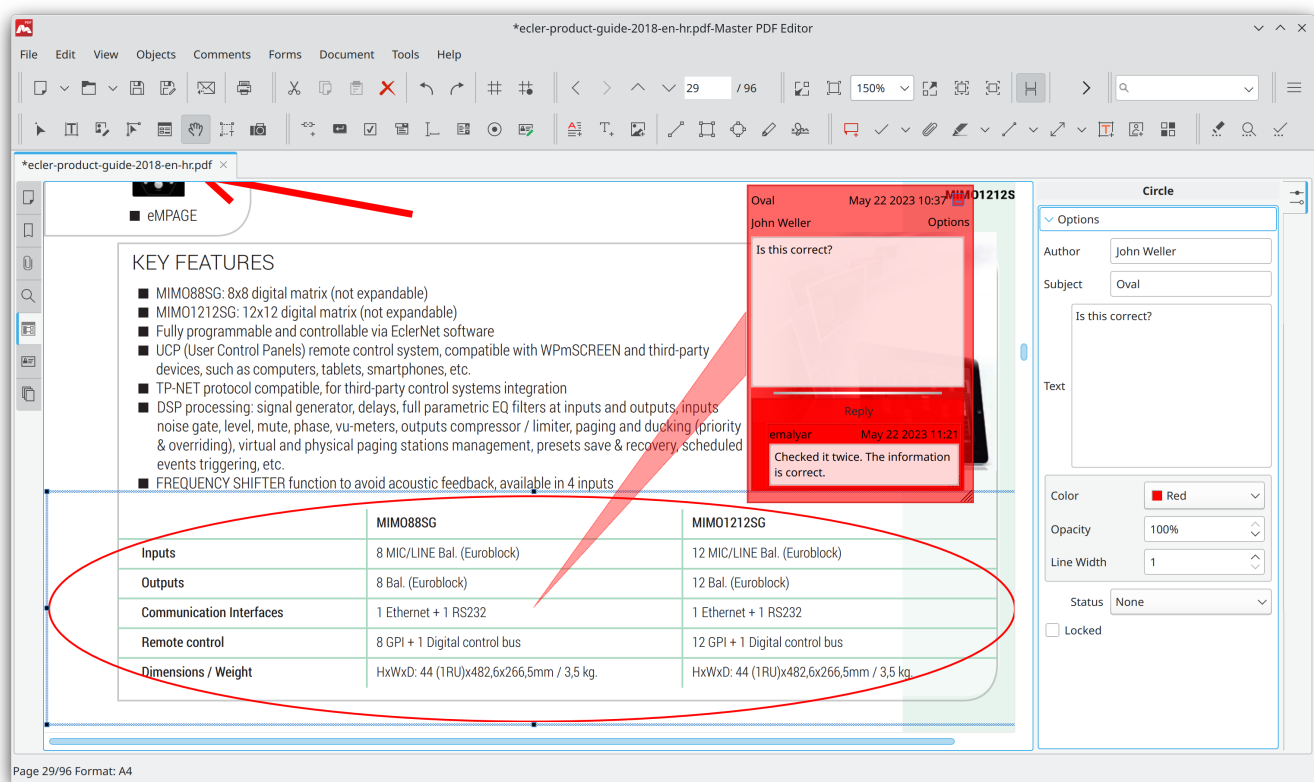 *ecler-product-guide-2018-en-hr.pdf-Master PDF Editor
File Edit View Objects Comments Forms Document Tools Help
29 / 96 150%
*ecler-product-guide-2018-en-hr.pdf
eMPAGE
MIMO1212S
KEY FEATURES
MIMO88SG: 8x8 digital matrix (not expandable)
MIMO1212SG: 12x12 digital matrix (not expandable)
Fully programmable and controllable via EclerNet software
UCP (User Control Panels) remote control system, compatible with WPmSCREEN and third-party
devices, such as computers, tablets, smartphones, etc.
TP-NET protocol compatible, for third-party control systems integration
DSP processing: signal generator, delays, full parametric EQ filters at inputs and outputs, inputs
noise gate, level, mute, phase, vu-meters, outputs compressor / limiter, paging and ducking (priority
& overriding), virtual and physical paging stations management, presets save & recovery, scheduled
events triggering, etc.
FREQUENCY SHIFTER function to avoid acoustic feedback, available in 4 inputs
MIMO88SG MIMO1212SG
Inputs 8 MIC/LINE Bal. (Euroblock) 12 MIC/LINE Bal. (Euroblock)
Outputs 8 Bal. (Euroblock) 12 Bal. (Euroblock)
Communication Interfaces 1 Ethernet + 1 RS232 1 Ethernet + 1 RS232
Remote control 8 GPI + 1 Digital control bus 12 GPI + 1 Digital control bus
Dimensions / Weight HxWxD: 44 (1RU)x482,6x266,5mm / 3,5 kg. HxWxD: 44 (1RU)x482,6x266,5mm / 3,5 kg.
Oval May 22 2023 10:37
John Weller Options
Is this correct?
Reply
emalyar May 22 2023 11:21
Checked it twice. The information
is correct.
Circle
Options
Author John Weller
Subject Oval
Text Is this correct?
Color Red
Opacity 100%
Line Width 1
Status None
Locked
Page 29/96 Format: A4